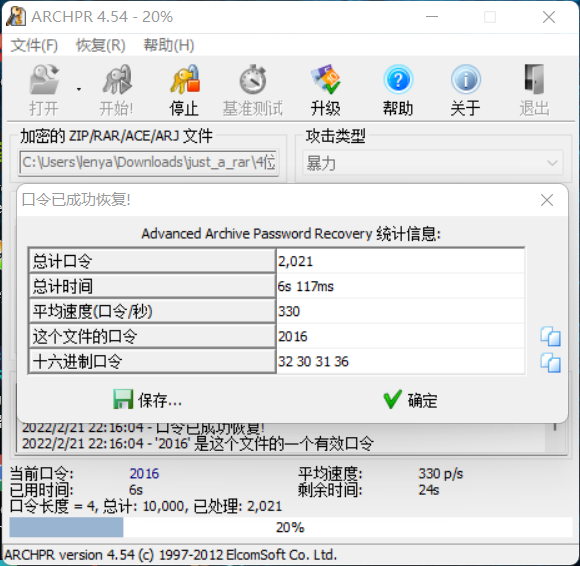 ARCHPR 4.54 - 20%
文件(F) 恢复(R) 帮助(H)
打开 开始! 停止 基准测试 升级 帮助 关于 退出
加密的 ZIP/RAR/ACE/ARJ 文件 攻击类型
C:\Users\lenya\Downloads\just_a_rar\4位 暴力
口令已成功恢复!
Advanced Archive Password Recovery 统计信息:
总计口令 2,021
总计时间 6s 117ms
平均速度(口令/秒) 330
这个文件的口令 2016
十六进制口令 32 30 31 36
保存... 确定
2022/2/21 22:16:04 - 口令已成功恢复!
2022/2/21 22:16:04 - '2016' 是这个文件的一个有效口令
当前口令: 2016 平均速度: 330 p/s
已用时间: 6s 剩余时间: 24s
口令长度 = 4, 总计: 10,000, 已处理: 2,021
20%
ARCHPR version 4.54 (c) 1997-2012 ElcomSoft Co. Ltd.